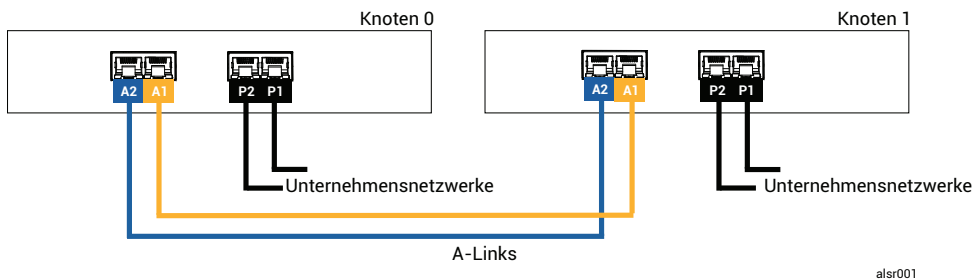 Knoten 0
Knoten 1
A2 A1 P2 P1
A2 A1 P2 P1
Unternehmensnetzwerke
Unternehmensnetzwerke
A-Links
alsr001